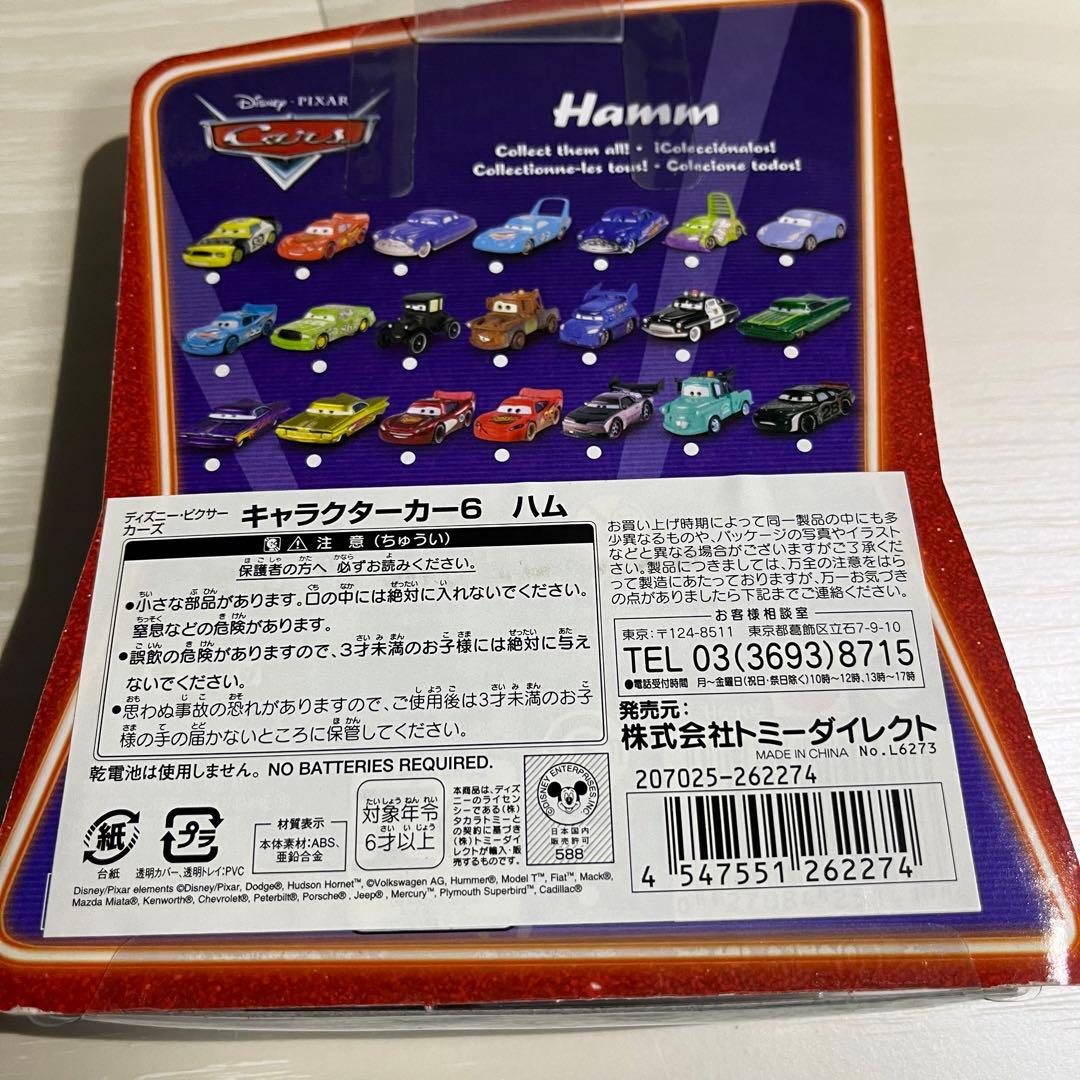 Disney・PIXAR
Cars
Hamm
Collect them all! • ¡Colecciónalos!
Collectionne-les tous! • Colecione todos!
ディズニー・ピクサー
カーズ
キャラクターカー6 ハム
注 意 (ちゅうい)
保護者の方へ 必ずお読みください。
●小さな部品があります。口の中には絶対に入れないでください。
窒息などの危険があります。
●誤飲の危険がありますので、3才未満のお子様には絶対に与え
ないでください。
●思わぬ事故の恐れがありますので、ご使用後は3才未満のお子
様の手の届かないところに保管してください。
乾電池は使用しません。 NO BATTERIES REQUIRED.
紙
台紙
プラ
透明カバー、透明トレイ:PVC
材質表示
本体素材:ABS、
亜鉛合金
対象年令
6才以上
本商品は、ディズ
ニーのライセン
シーである(株)
タカラトミーと
の契約に基づき
(株)トミーダイレ
クトが輸入・販
売するものです。
©DISNEY ENTERPRISES, INC.
日本国内
販売許可
588
Disney/Pixar elements ©Disney/Pixar, Dodge®, Hudson Hornet™, ©Volkswagen AG, Hummer®, Model T™, Fiat™, Mack®,
Mazda Miata®, Kenworth®, Chevrolet®, Peterbilt®, Porsche®, Jeep®, Mercury™, Plymouth Superbird™, Cadillac®
お買い上げ時期によって同一製品の中にも多
少異なるものや、パッケージの写真やイラスト
などと異なる場合がございますがご了承くだ
さい。製品につきましては、万全の注意をはら
って製造にあたっておりますが、万一お気づき
の点がありましたら下記までご連絡ください。
お客様相談室
東京:〒124-8511 東京都葛飾区立石7-9-10
TEL 03(3693)8715
●電話受付時間 月〜金曜日(祝日・祭日除く)10時〜12時、13時〜17時
発売元:
株式会社トミーダイレクト
MADE IN CHINA No.L6273
207025-262274
4 547551 262274